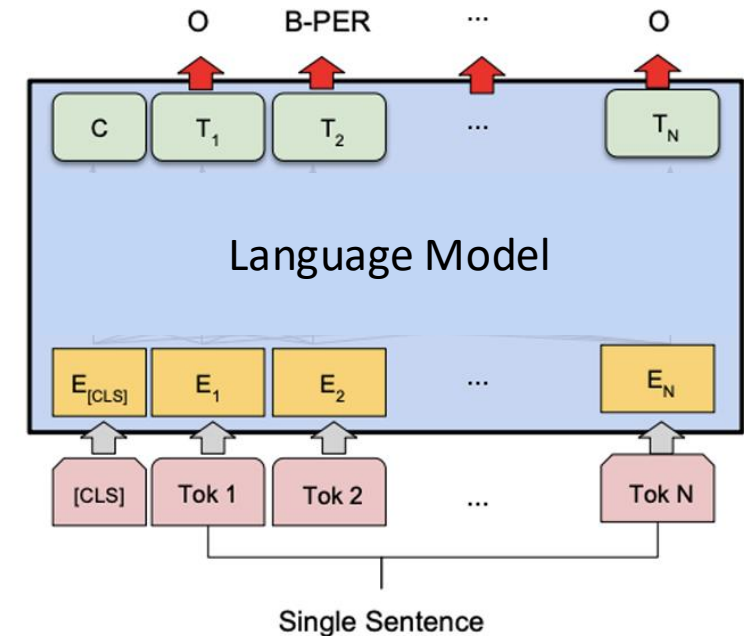 O B-PER ... O
C T1 T2 ... TN
Language Model
E[CLS] E1 E2 ... EN
[CLS] Tok 1 Tok 2 ... Tok N
Single Sentence